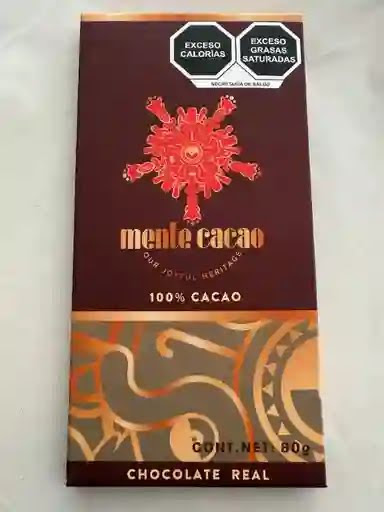 EXCESO
CALORÍAS
EXCESO
GRASAS
SATURADAS
SECRETARÍA DE SALUD
mente cacao
OUR JOYFUL HERITAGE
100% CACAO
CONT.NET: 80g
CHOCOLATE REAL